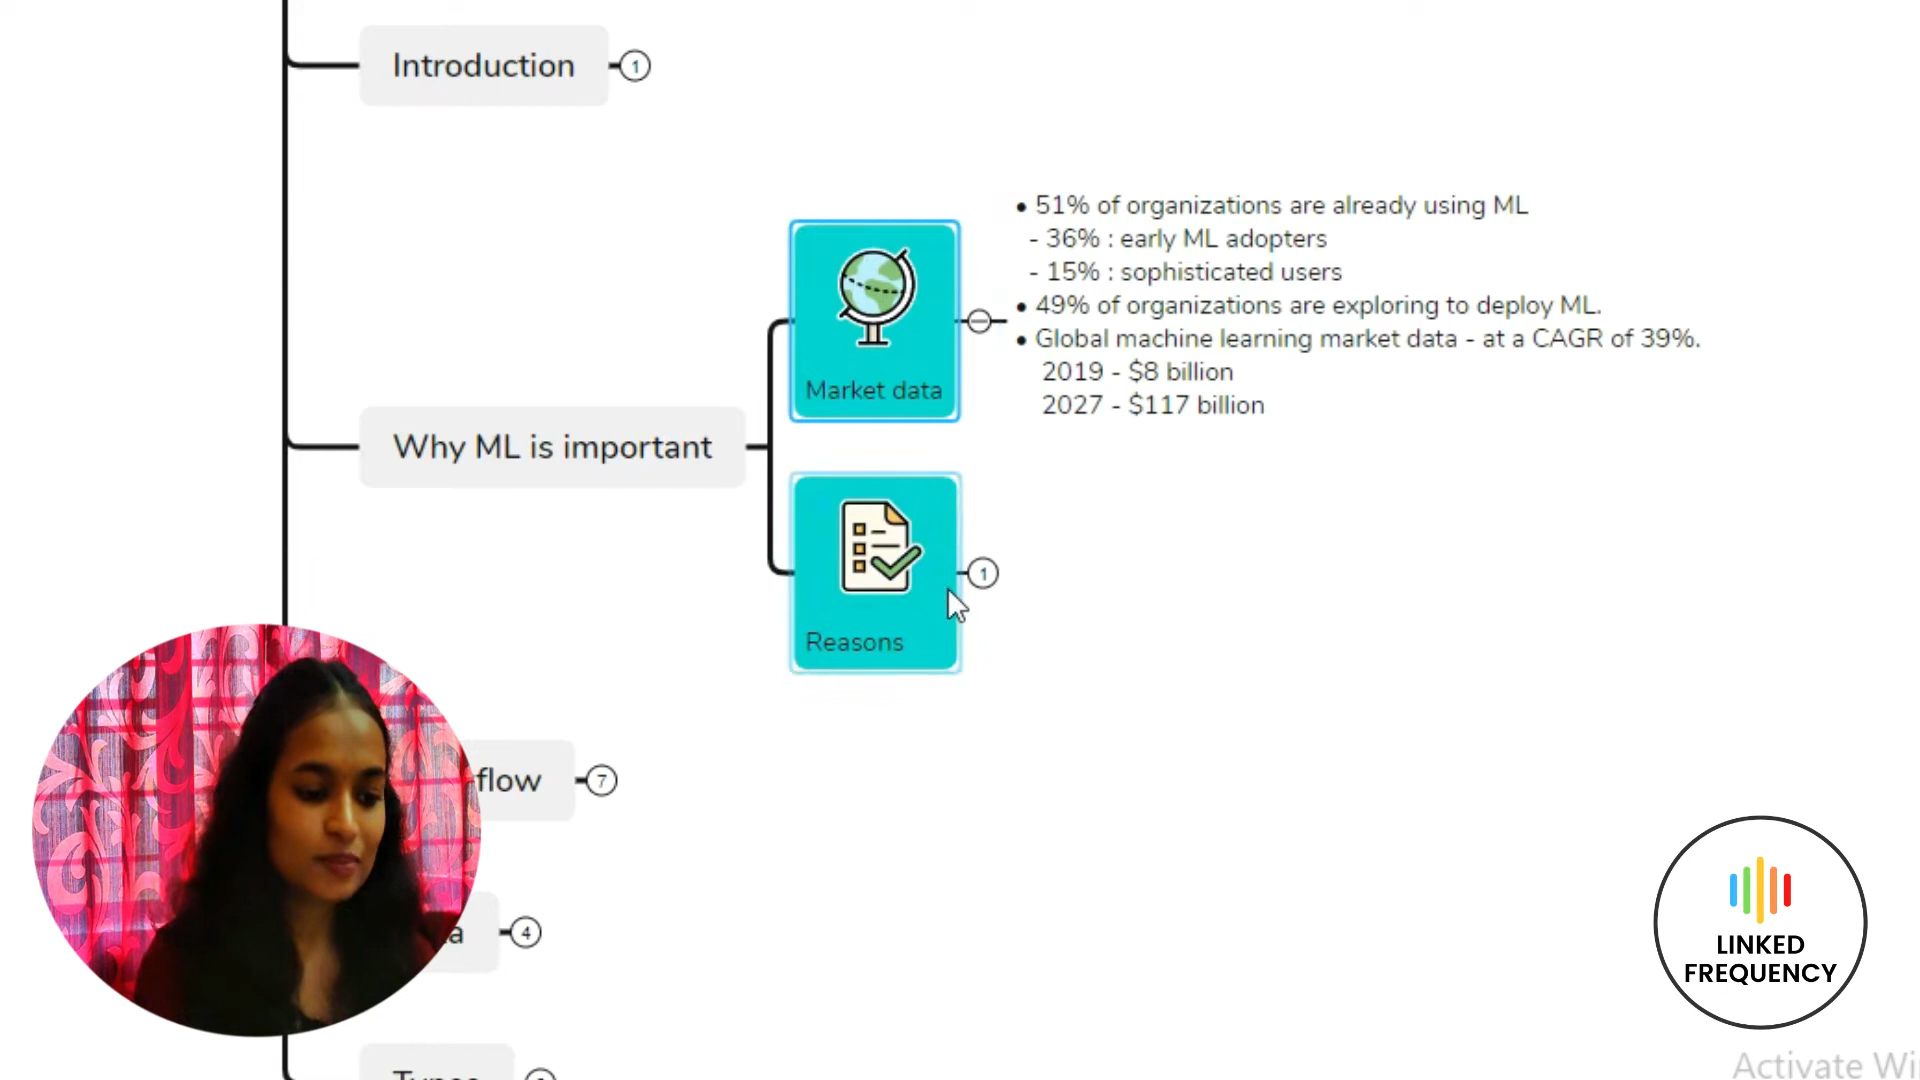 Introduction
1
• 51% of organizations are already using ML
- 36% : early ML adopters
- 15% : sophisticated users
• 49% of organizations are exploring to deploy ML.
• Global machine learning market data - at a CAGR of 39%.
2019 - $8 billion
2027 - $117 billion
Market data
Why ML is important
1
Reasons
flow
7
4
LINKED
FREQUENCY
Activate Wi